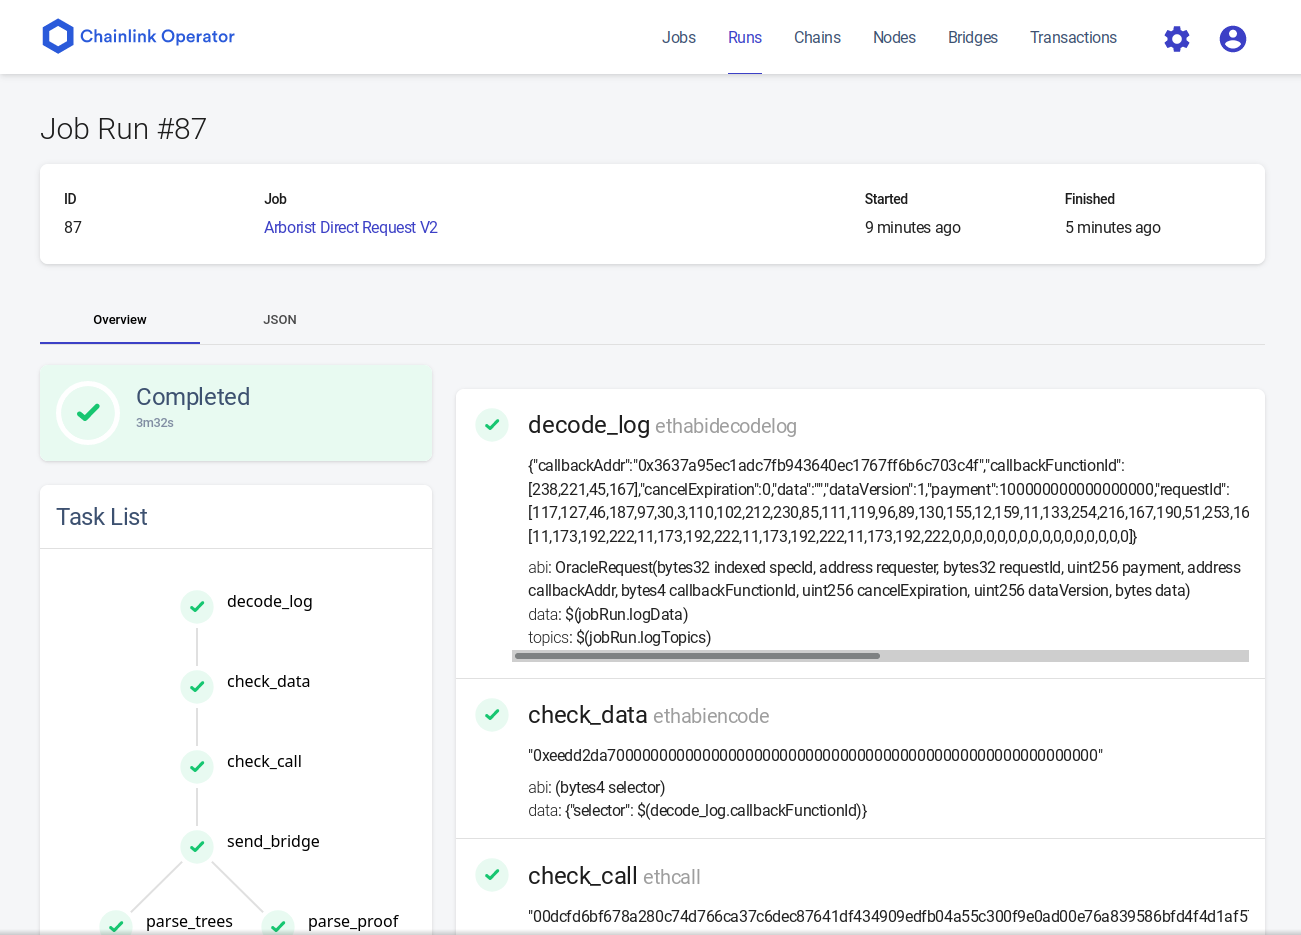 Chainlink Operator
Jobs Runs Chains Nodes Bridges Transactions
Job Run #87
ID Job Started Finished
87 Arborist Direct Request V2 9 minutes ago 5 minutes ago
Overview JSON
Completed
3m32s
Task List
decode_log
check_data
check_call
send_bridge
parse_trees parse_proof
decode_log ethabidecodelog
{"callbackAddr":"0x3637a95ec1adc7fb943640ec1767ff6b6c703c4f","callbackFunctionId":
[238,221,45,167],"cancelExpiration":0,"data":"","dataVersion":1,"payment":100000000000000000,"requestId":
[117,127,46,187,97,30,3,110,102,212,230,85,111,119,96,89,130,155,12,159,11,133,254,216,167,190,51,253,16
[11,173,192,222,11,173,192,222,11,173,192,222,11,173,192,222,0,0,0,0,0,0,0,0,0,0,0,0,0,0,0,0]}
abi: OracleRequest(bytes32 indexed specId, address requester, bytes32 requestId, uint256 payment, address
callbackAddr, bytes4 callbackFunctionId, uint256 cancelExpiration, uint256 dataVersion, bytes data)
data: $(jobRun.logData)
topics: $(jobRun.logTopics)
check_data ethabiencode
"0xeedd2da700000000000000000000000000000000000000000000000000000000"
abi: (bytes4 selector)
data: {"selector": $(decode_log.callbackFunctionId)}
check_call ethcall
"00dcfd6bf678a280c74d766ca37c6dec87641df434909edfb04a55c300f9e0ad00e76a839586bfd4f4d1af5